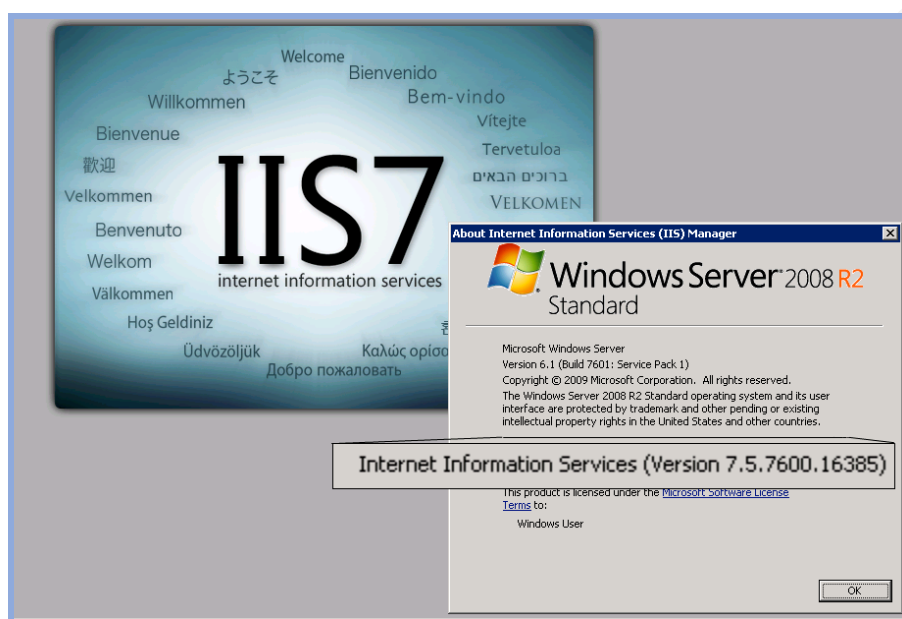 Welcome
ようこそ
Bienvenido
Willkommen
Bem-vindo
Vítejte
Bienvenue
Tervetuloa
歡迎
ברוכים הבאים
Velkommen
VELKOMEN
Benvenuto
IIS7
internet information services
Welkom
Välkommen
Hoş Geldiniz
Üdvözöljük
Καλώς ορίσα
Добро пожаловать
About Internet Information Services (IIS) Manager
Windows Server 2008 R2
Standard
Microsoft Windows Server
Version 6.1 (Build 7601: Service Pack 1)
Copyright © 2009 Microsoft Corporation. All rights reserved.
The Windows Server 2008 R2 Standard operating system and its user
interface are protected by trademark and other pending or existing
intellectual property rights in the United States and other countries.
Internet Information Services (Version 7.5.7600.16385)
This product is licensed under the Microsoft Software License
Terms to:
Windows User
OK